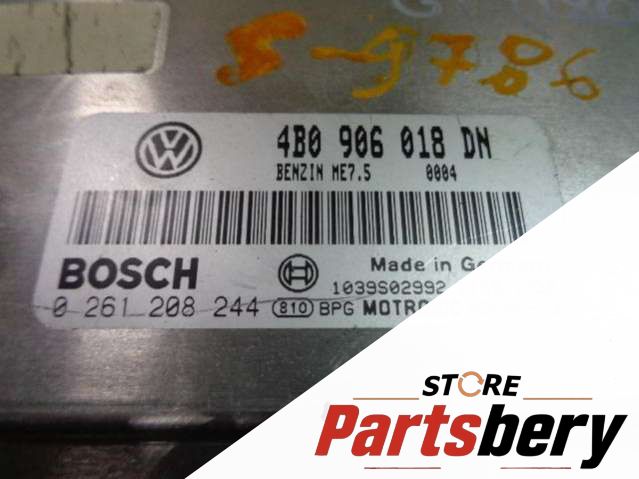 S-9786
4B0 906 018 DN
BENZIN ME7.5 0004
BOSCH
Made in
1039S02992
0 261 208 244 810 BPG
STORE
Partsbery